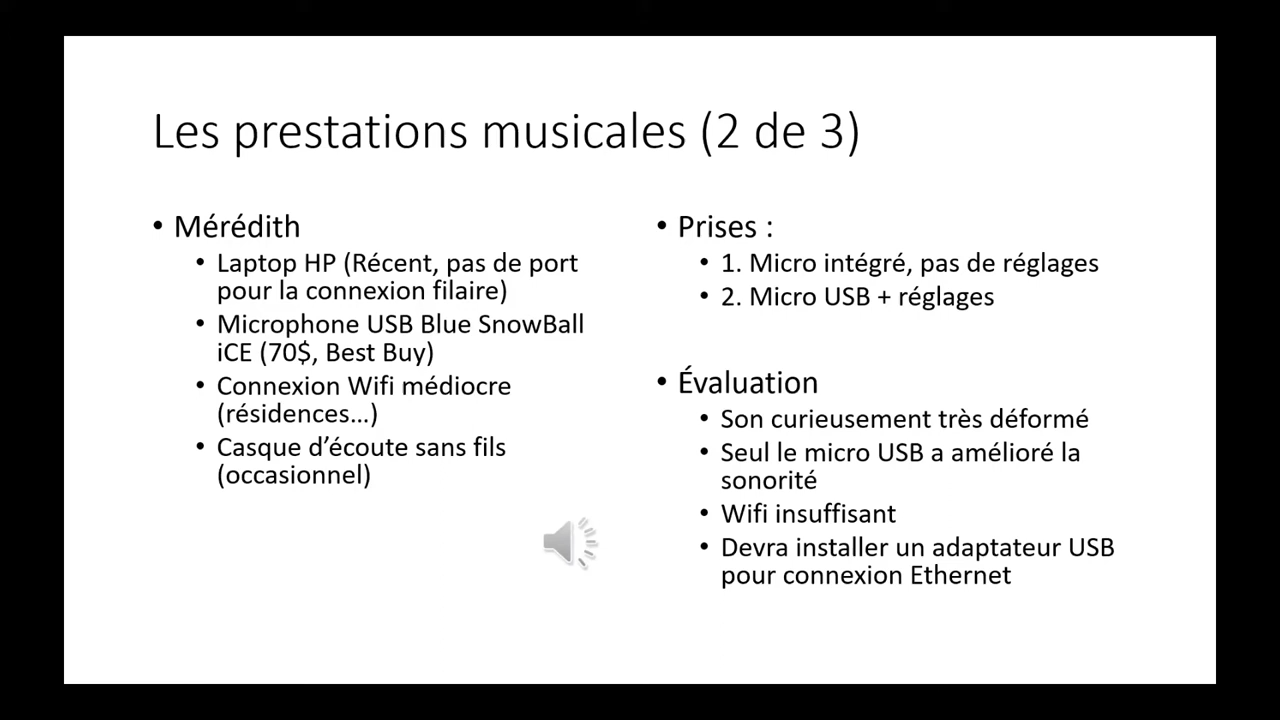 Les prestations musicales (2 de 3)
• Mérédith
• Laptop HP (Récent, pas de port
pour la connexion filaire)
• Microphone USB Blue SnowBall
iCE (70$, Best Buy)
• Connexion Wifi médiocre
(résidences...)
• Casque d’écoute sans fils
(occasionnel)
• Prises :
• 1. Micro intégré, pas de réglages
• 2. Micro USB + réglages
• Évaluation
• Son curieusement très déformé
• Seul le micro USB a amélioré la
sonorité
• Wifi insuffisant
• Devra installer un adaptateur USB
pour connexion Ethernet